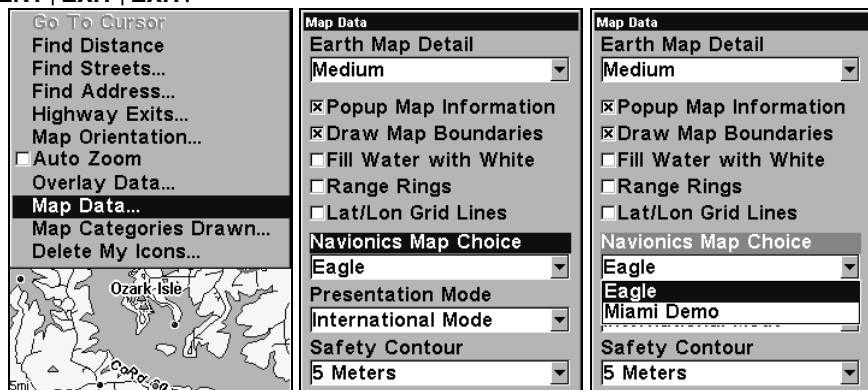 ENT | EXIT | EXIT.
Go To Cursor
Find Distance
Find Streets...
Find Address...
Highway Exits...
Map Orientation...
Auto Zoom
Overlay Data...
Map Data...
Map Categories Drawn...
Delete My Icons...
Ozark Isle
CoRd 60
5mi
Map Data
Earth Map Detail
Medium
Popup Map Information
Draw Map Boundaries
Fill Water with White
Range Rings
Lat/Lon Grid Lines
Navionics Map Choice
Eagle
Presentation Mode
International Mode
Safety Contour
5 Meters
Map Data
Earth Map Detail
Medium
Popup Map Information
Draw Map Boundaries
Fill Water with White
Range Rings
Lat/Lon Grid Lines
Navionics Map Choice
Eagle
Eagle
Miami Demo
Safety Contour
5 Meters